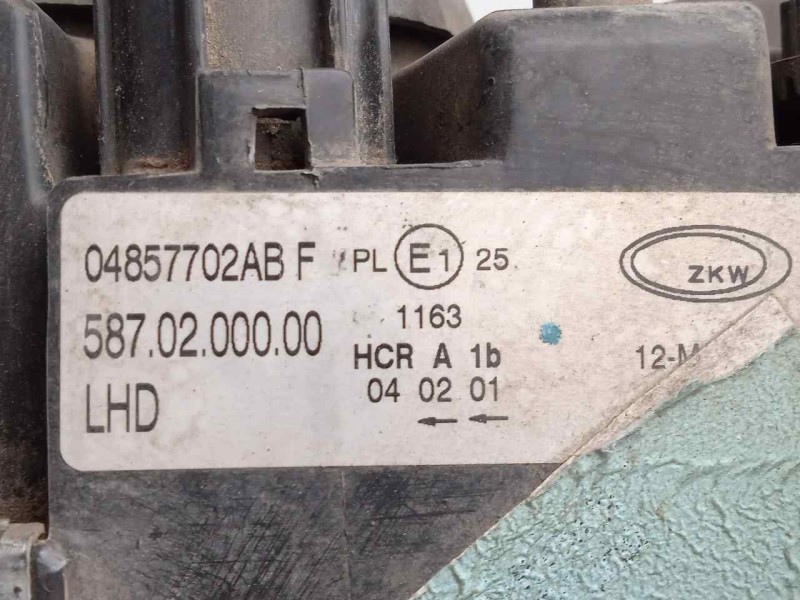 04857702AB F
587.02.000.00
LHD
PL E1 25
1163
HCR A 1b
04 02 01
ZKW